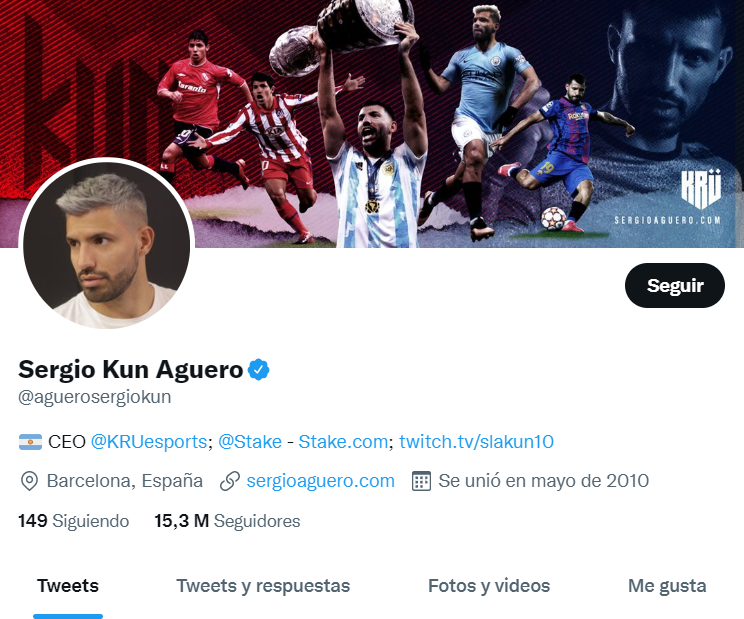 KUN
KRÜ
SERGIOAGUERO.COM
Seguir
Sergio Kun Aguero
@aguerosergiokun
CEO @KRUesports; @Stake - Stake.com; twitch.tv/slakun10
Barcelona, España sergioaguero.com Se unió en mayo de 2010
149 Siguiendo 15,3 M Seguidores
Tweets Tweets y respuestas Fotos y videos Me gusta